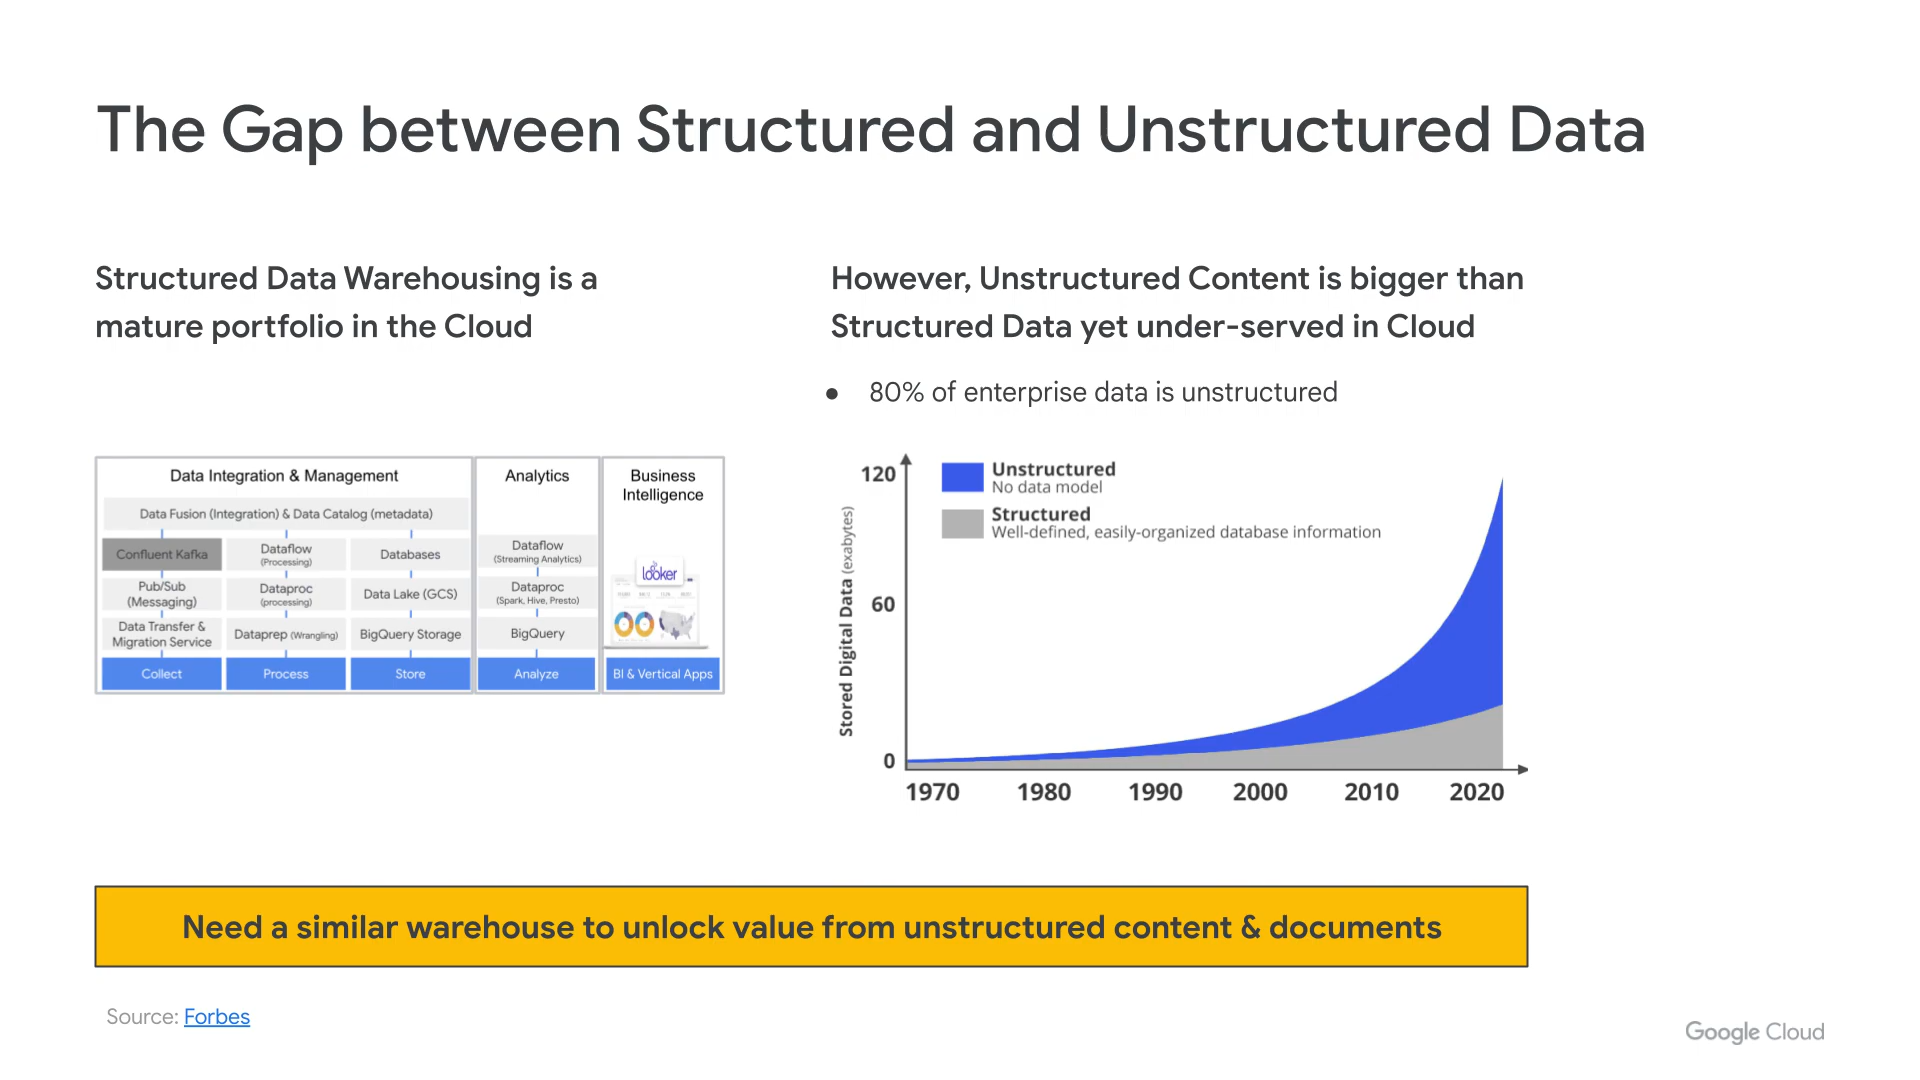 The Gap between Structured and Unstructured Data
Structured Data Warehousing is a
mature portfolio in the Cloud
Data Integration & Management
Data Fusion (Integration) & Data Catalog (metadata)
Confluent Kafka
Pub/Sub
(Messaging)
Data Transfer &
Migration Service
Collect
Dataflow
(Processing)
Dataproc
(processing)
Dataprep (Wrangling)
Process
Databases
Data Lake (GCS)
BigQuery Storage
Store
Analytics
Dataflow
(Streaming Analytics)
Dataproc
(Spark, Hive, Presto)
BigQuery
Analyze
Business
Intelligence
looker
BI & Vertical Apps
However, Unstructured Content is bigger than
Structured Data yet under-served in Cloud
● 80% of enterprise data is unstructured
Stored Digital Data (exabytes)
120
60
0
Unstructured
No data model
Structured
Well-defined, easily-organized database information
1970 1980 1990 2000 2010 2020
Need a similar warehouse to unlock value from unstructured content & documents
Source: Forbes
Google Cloud